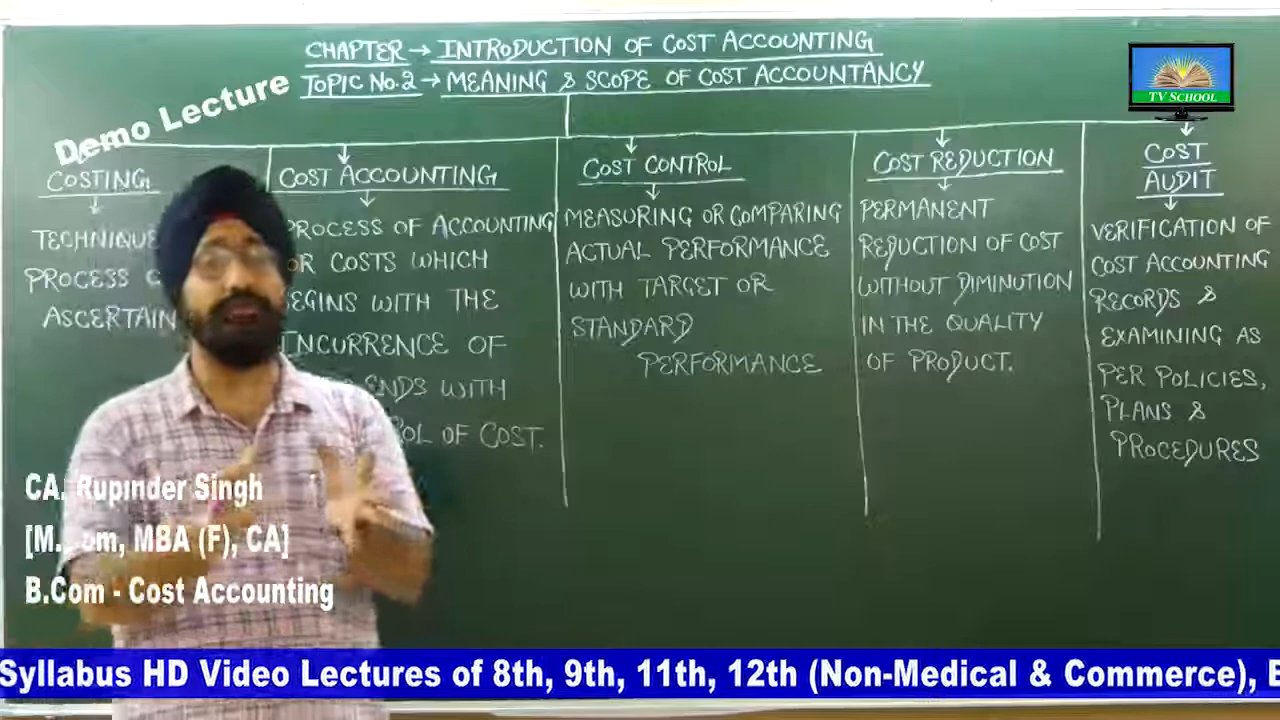 CHAPTER → INTRODUCTION OF COST ACCOUNTING
TOPIC No. 2 → MEANING & SCOPE OF COST ACCOUNTANCY
TV SCHOOL
Demo Lecture
COSTING
TECHNIQUE
PROCESS
ASCERTAIN
COST ACCOUNTING
PROCESS OF ACCOUNTING
COSTS WHICH
WITH THE
INCURRENCE OF
ENDS WITH
OF COST.
COST CONTROL
MEASURING OR COMPARING
ACTUAL PERFORMANCE
WITH TARGET OR
STANDARD
PERFORMANCE
COST REDUCTION
PERMANENT
REDUCTION OF COST
WITHOUT DIMINUTION
IN THE QUALITY
OF PRODUCT.
COST
AUDIT
VERIFICATION OF
COST ACCOUNTING
RECORDS &
EXAMINING AS
PER POLICIES,
PLANS &
PROCEDURES
CA. Rupinder Singh
MBA (F), CA]
B.Com - Cost Accounting
Syllabus HD Video Lectures of 8th, 9th, 11th, 12th (Non-Medical & Commerce),